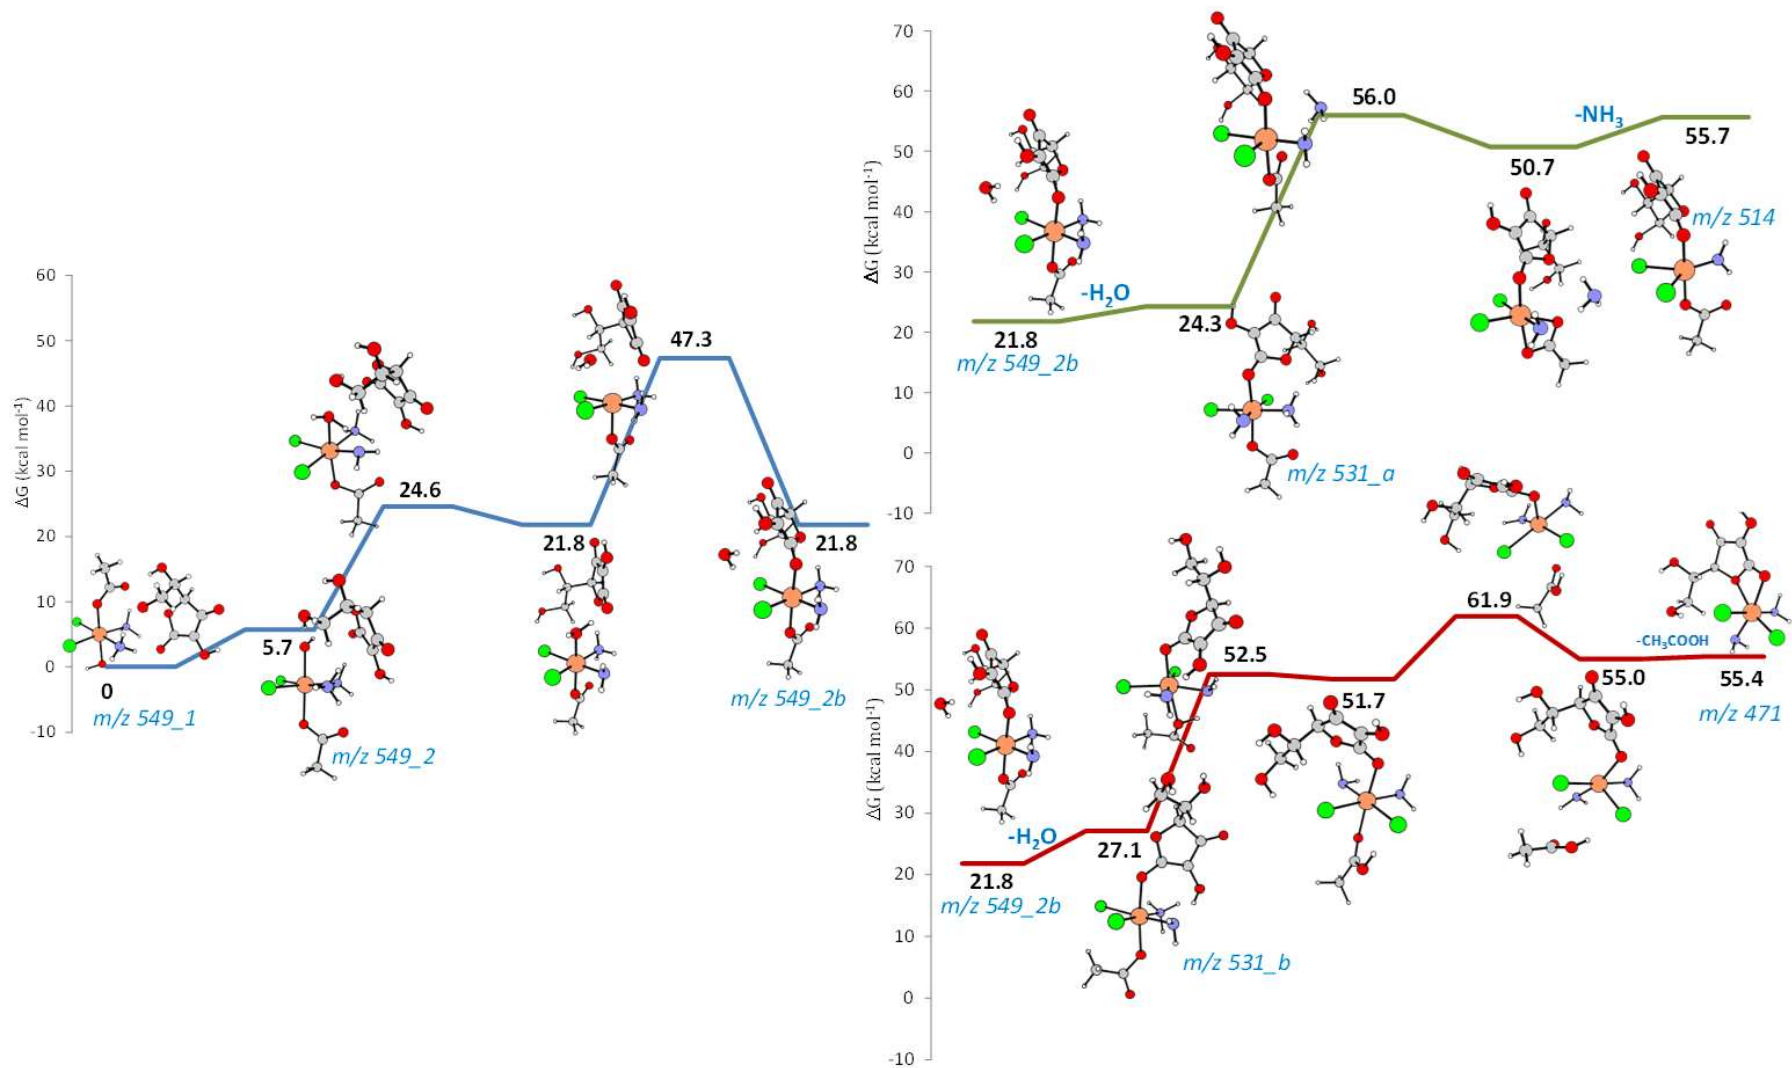 60
50
40
30
20
10
0
-10
ΔG (kcal mol⁻¹)
0
m/z 549_1
5.7
m/z 549_2
24.6
21.8
47.3
21.8
m/z 549_2b
70
60
50
40
30
20
10
0
-10
ΔG (kcal mol⁻¹)
21.8
m/z 549_2b
-H₂O
24.3
m/z 531_a
56.0
50.7
-NH₃
55.7
m/z 514
70
60
50
40
30
20
10
0
-10
ΔG (kcal mol⁻¹)
21.8
m/z 549_2b
-H₂O
27.1
m/z 531_b
52.5
51.7
61.9
55.0
-CH₃COOH
55.4
m/z 471